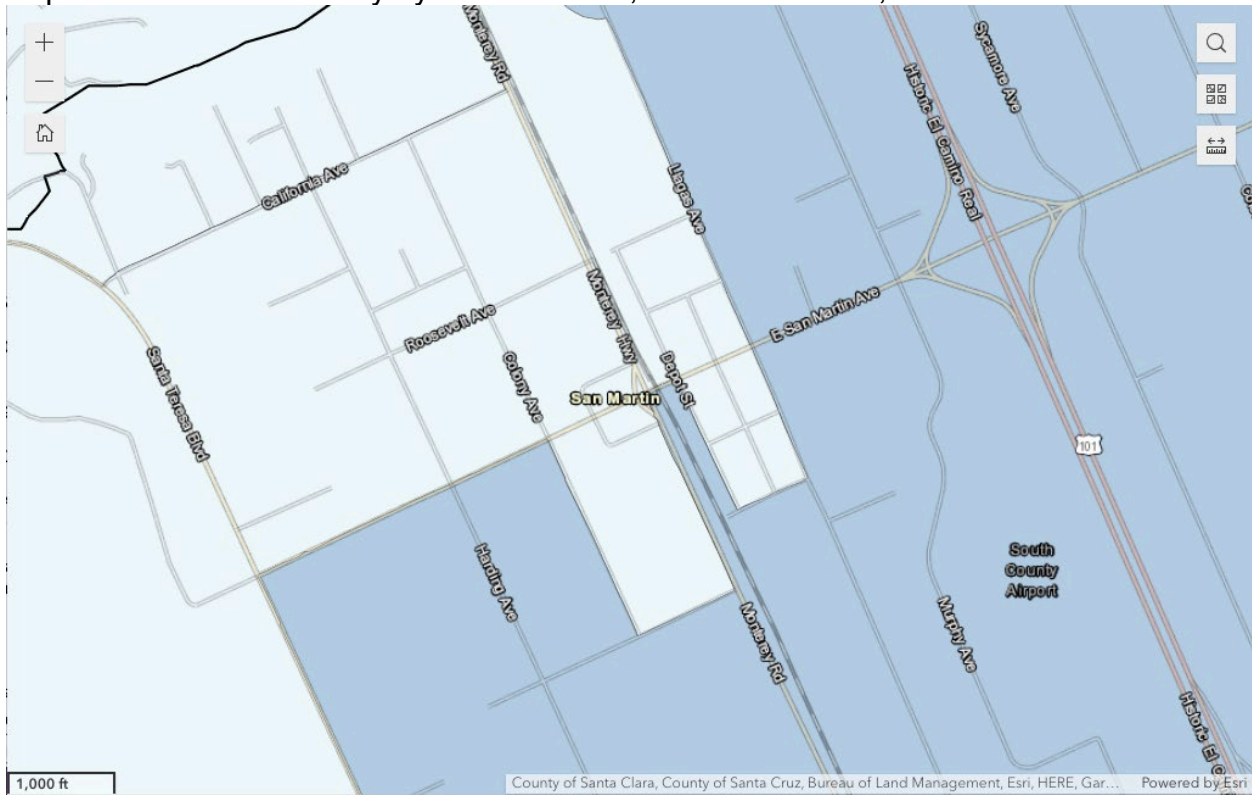 Monterey Rd
Sycamore Ave
Historic El Camino Real
California Ave
Llagas Ave
Monterey Hwy
E San Martin Ave
Roosevelt Ave
Santa Teresa Blvd
Colony Ave
Depot St
San Martin
101
South
County
Airport
Harding Ave
Murphy Ave
Monterey Rd
Historic El
1,000 ft
County of Santa Clara, County of Santa Cruz, Bureau of Land Management, Esri, HERE, Gar...
Powered by Esri